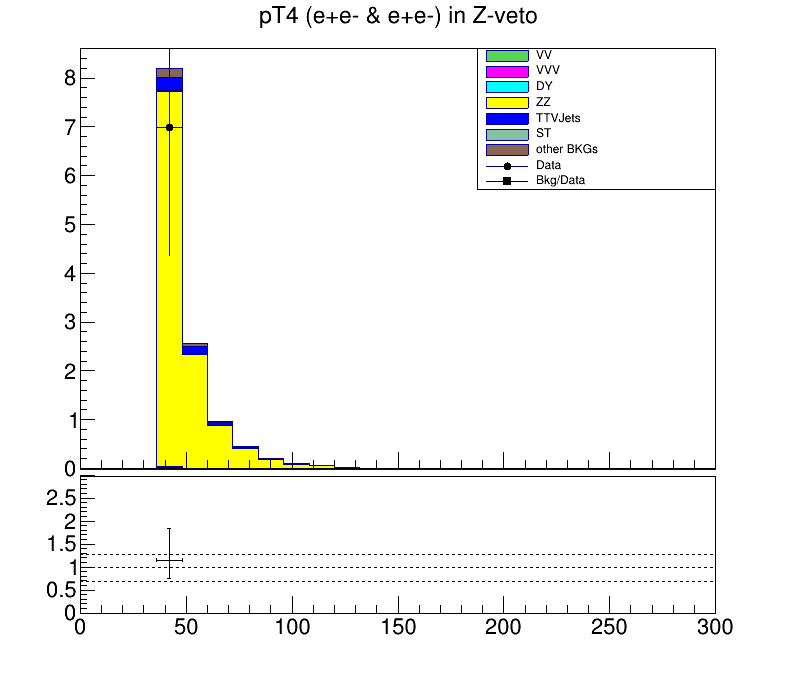 pT4 (e+e- & e+e-) in Z-veto
VV
VVV
DY
ZZ
TTVJets
ST
other BKGs
Data
Bkg/Data
8
7
6
5
4
3
2
1
0
2.5
2
1.5
1
0.5
0
0 50 100 150 200 250 300